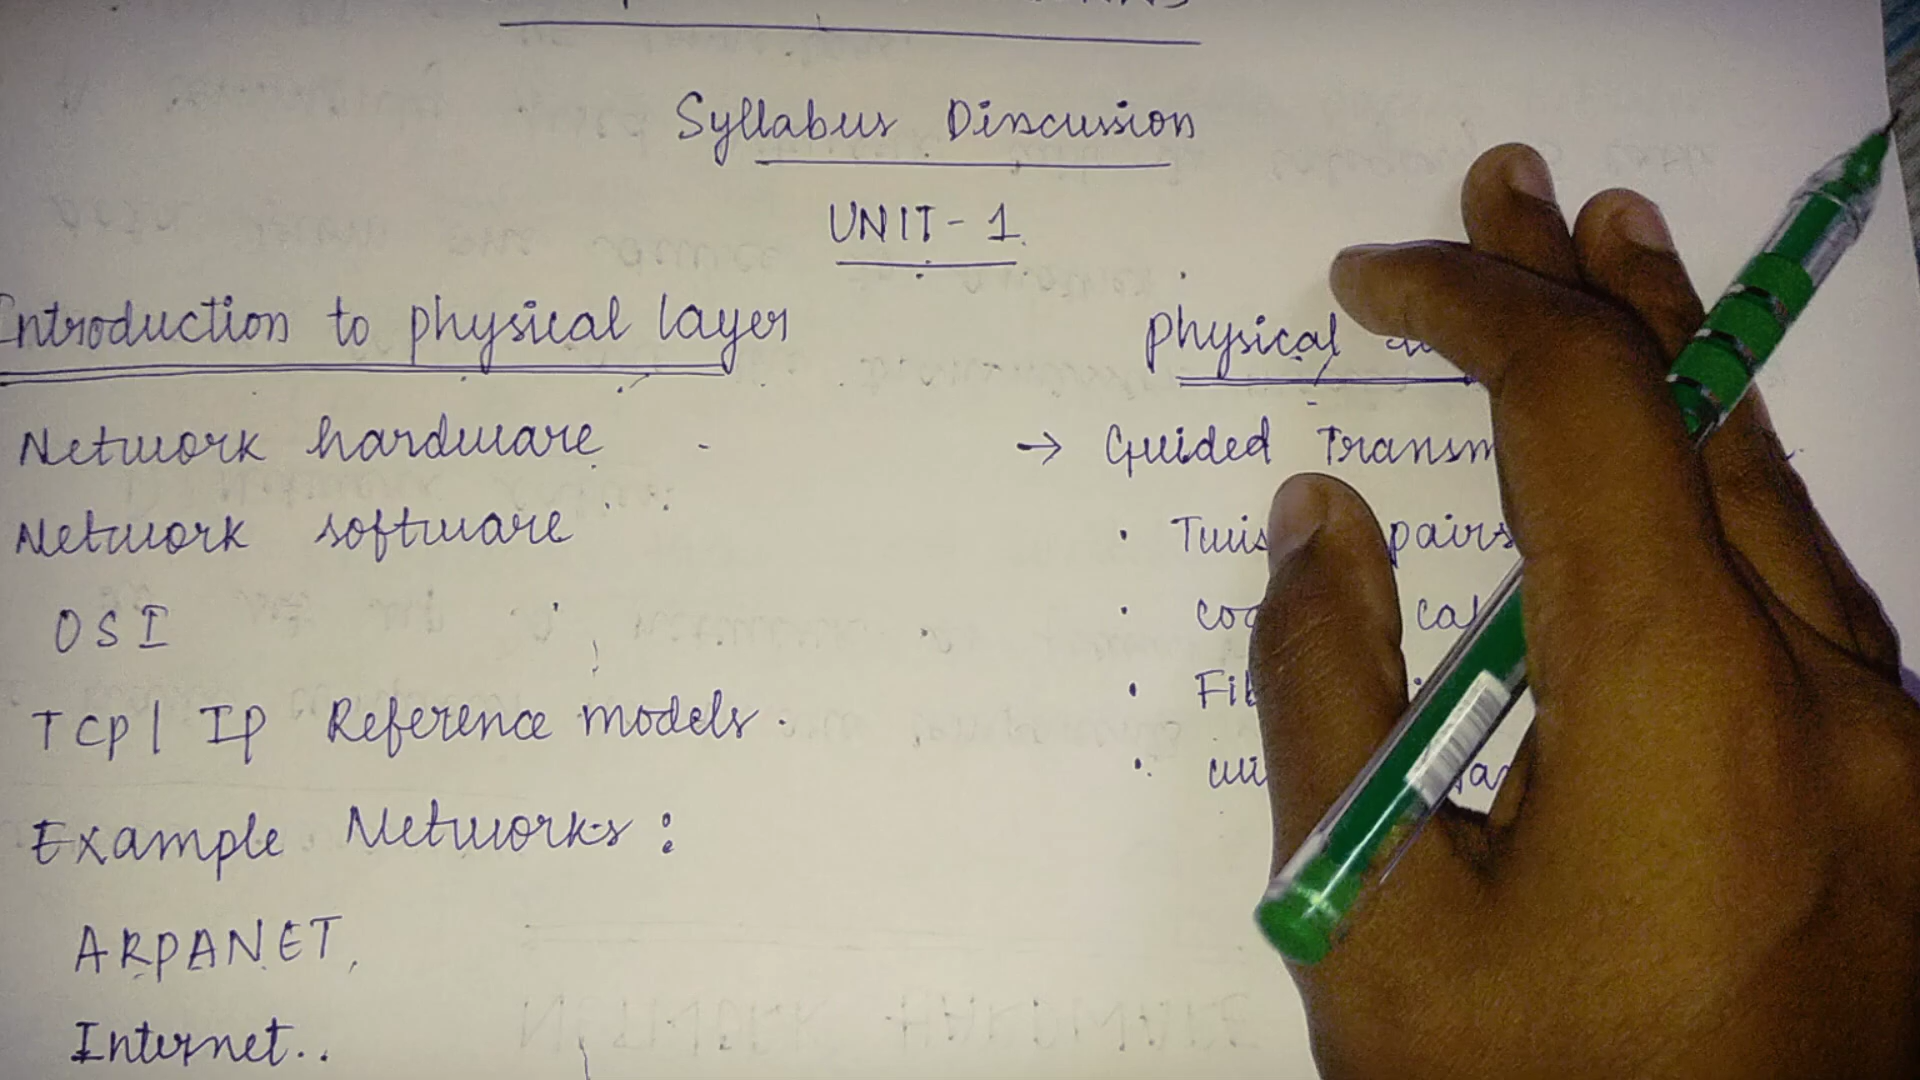 Syllabus Discussion
UNIT-1
Introduction to physical layer
Network hardware
Network software
OSI
TCP/ IP Reference models.
Example Networks:
ARPANET,
Internet..
physical
→ Guided
• pairs
•
•
•